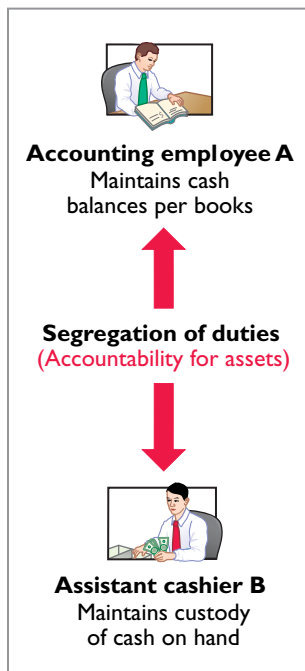 Accounting employee A
Maintains cash
balances per books
Segregation of duties
(Accountability for assets)
Assistant cashier B
Maintains custody
of cash on hand